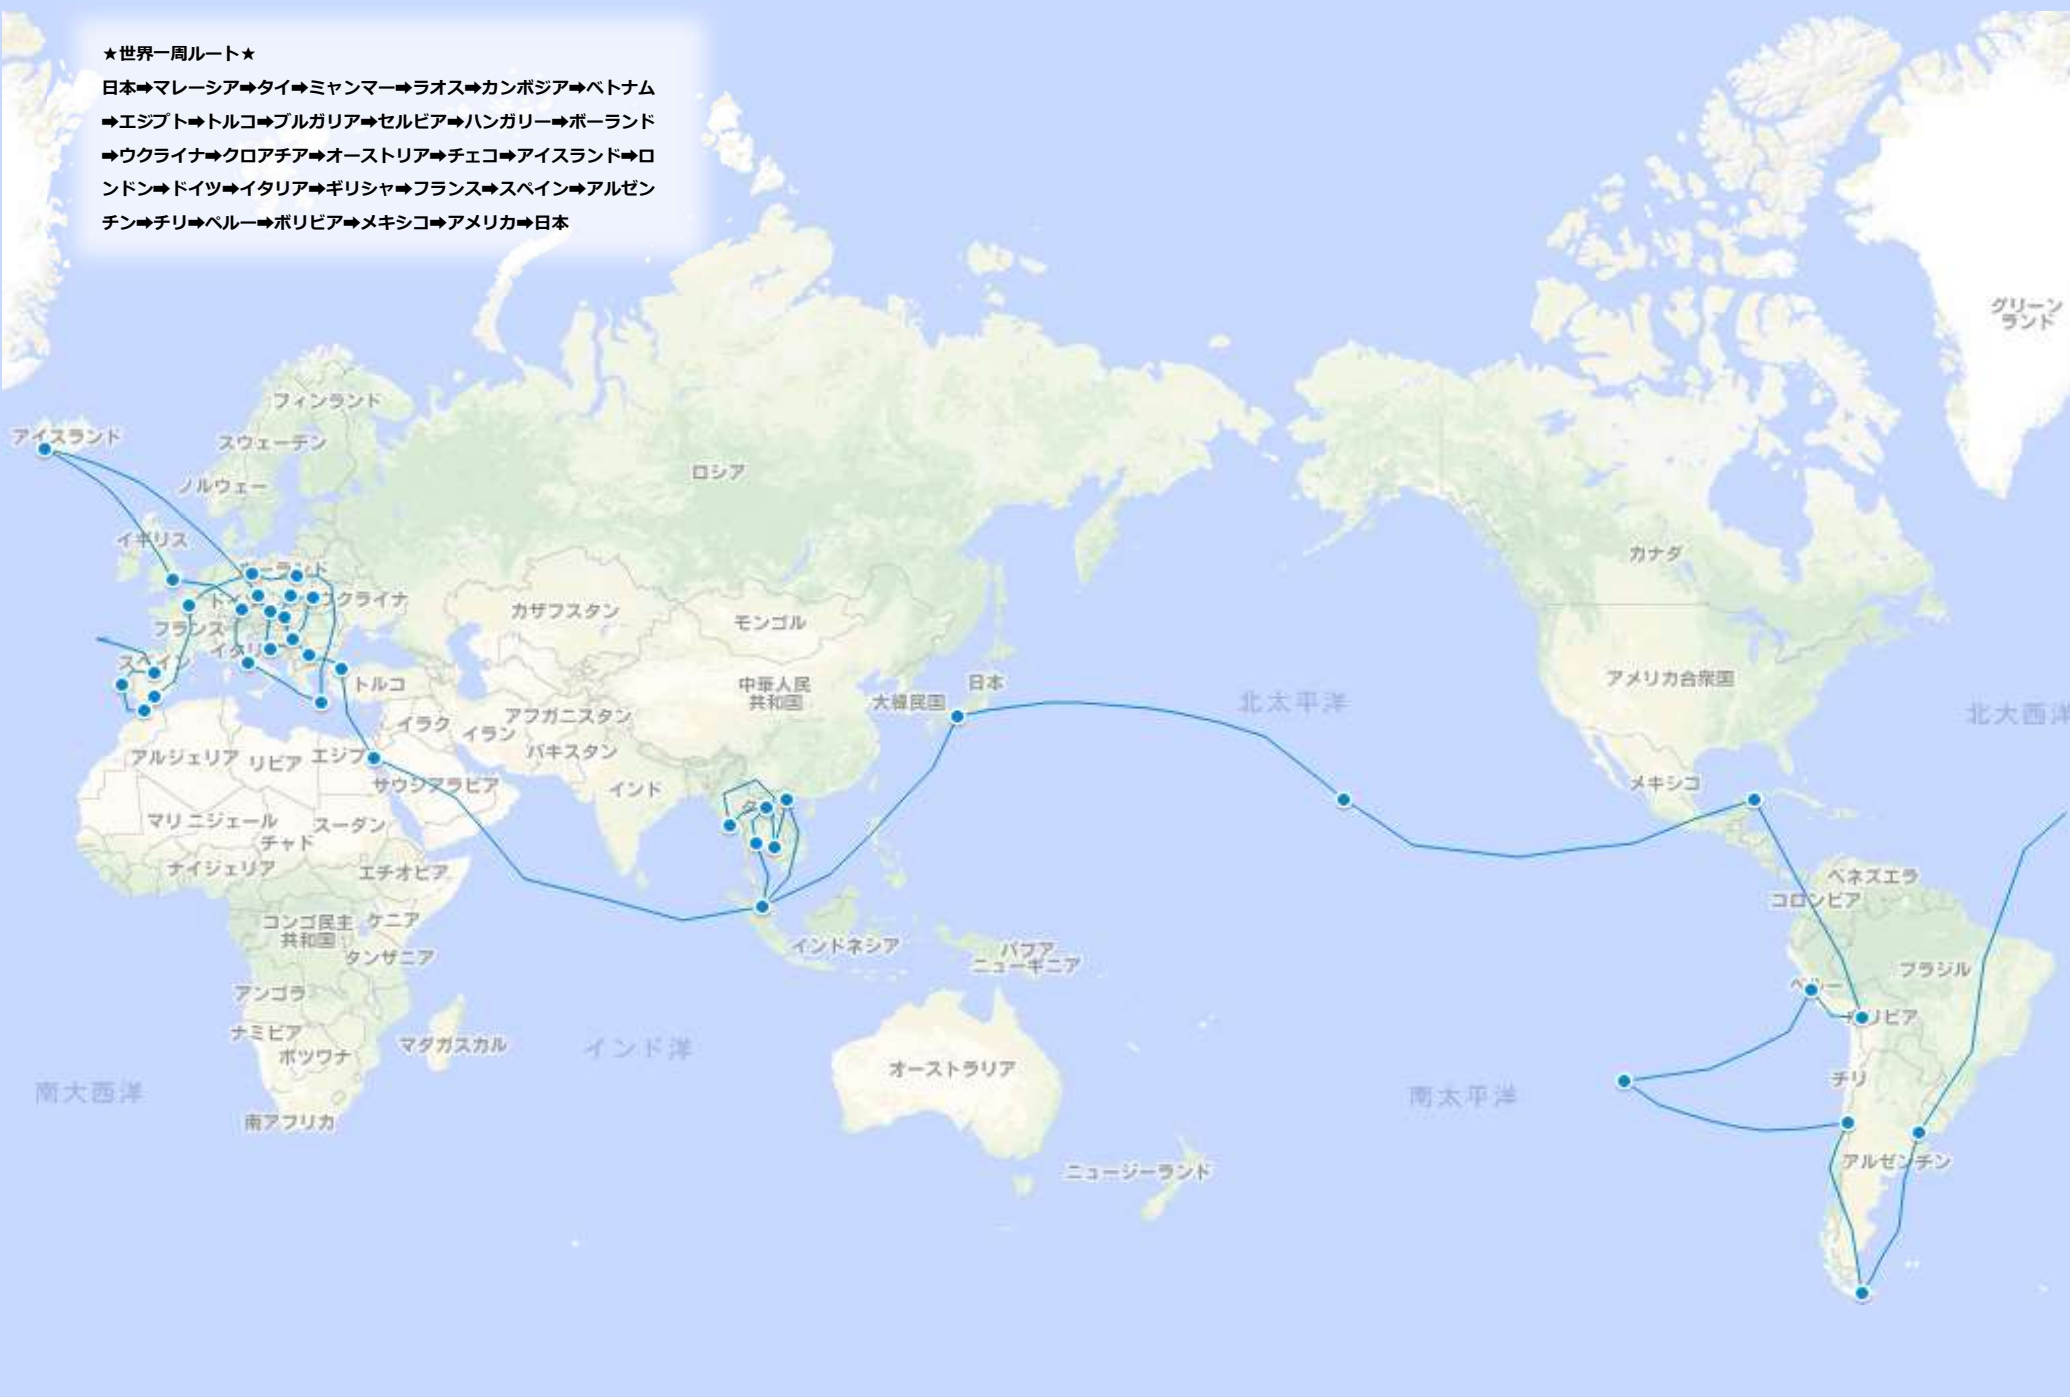 ★世界一周ルート★
日本➡マレーシア➡タイ➡ミャンマー➡ラオス➡カンボジア➡ベトナム
➡エジプト➡トルコ➡ブルガリア➡セルビア➡ハンガリー➡ポーランド
➡ウクライナ➡クロアチア➡オーストリア➡チェコ➡アイスランド➡ロ
ンドン➡ドイツ➡イタリア➡ギリシャ➡フランス➡スペイン➡アルゼン
チン➡チリ➡ペルー➡ボリビア➡メキシコ➡アメリカ➡日本
グリーン
ランド
フィンランド
アイスランド
スウェーデン
ロシア
ノルウェー
イギリス
カナダ
ポーランド
ウクライナ
カザフスタン
モンゴル
フランス
イタリ
スペイン
トルコ
中華人民
共和国
大韓民国
日本
アメリカ合衆国
北太平洋
北大西洋
イラク
イラン
アフガニスタン
パキスタン
アルジェリア
リビア
エジプ
サウジアラビア
インド
メキシコ
タ
マリ
ニジェール
スーダン
チャド
ナイジェリア
エチオピア
ベネズエラ
コロンビア
コンゴ民主
共和国
ケニア
タンザニア
インドネシア
パプア
ニューギニア
ブラジル
ペルー
アンゴラ
ナミビア
ボツワナ
マダガスカル
インド洋
ボリビア
オーストラリア
チリ
南大西洋
南太平洋
南アフリカ
アルゼンチン
ニュージーランド